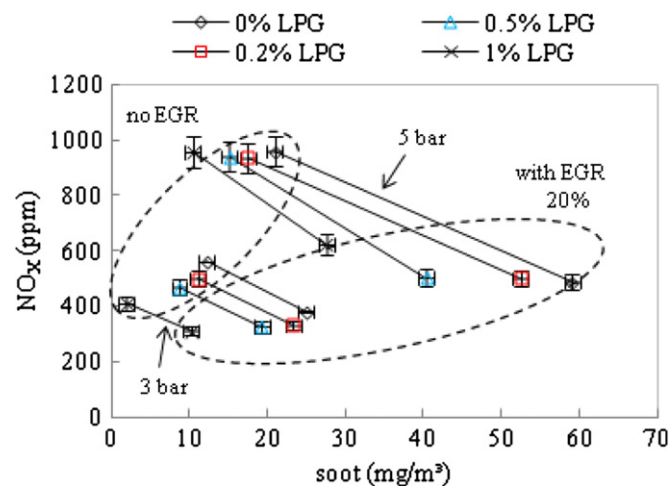 0% LPG
0.5% LPG
0.2% LPG
1% LPG
1200
1000
800
600
400
200
0
NOX (ppm)
no EGR
5 bar
with EGR
20%
3 bar
0 10 20 30 40 50 60 70
soot (mg/m³)